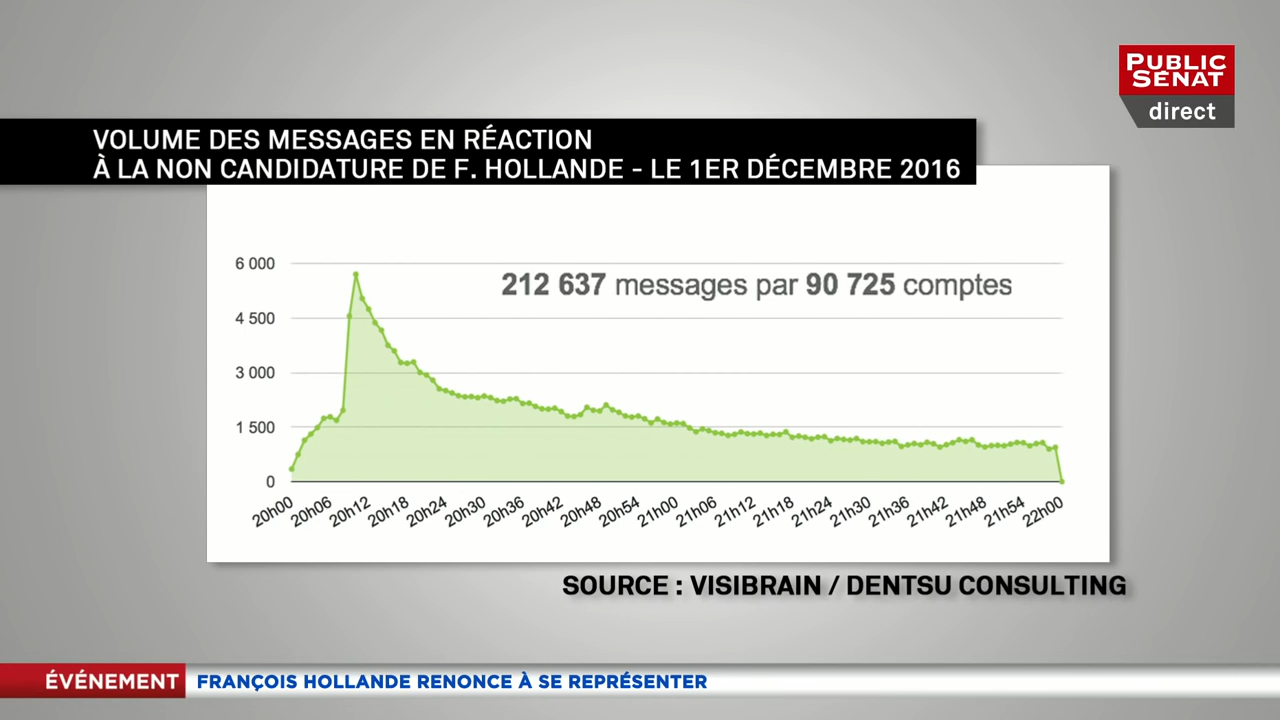 PUBLIC
SÉNAT
direct
VOLUME DES MESSAGES EN RÉACTION
À LA NON CANDIDATURE DE F. HOLLANDE - LE 1ER DÉCEMBRE 2016
212 637 messages par 90 725 comptes
6 000
4 500
3 000
1 500
0
20h00 20h06 20h12 20h18 20h24 20h30 20h36 20h42 20h48 20h54 21h00 21h06 21h12 21h18 21h24 21h30 21h36 21h42 21h48 21h54 22h00
SOURCE : VISIBRAIN / DENTSU CONSULTING
ÉVÉNEMENT FRANÇOIS HOLLANDE RENONCE À SE REPRÉSENTER